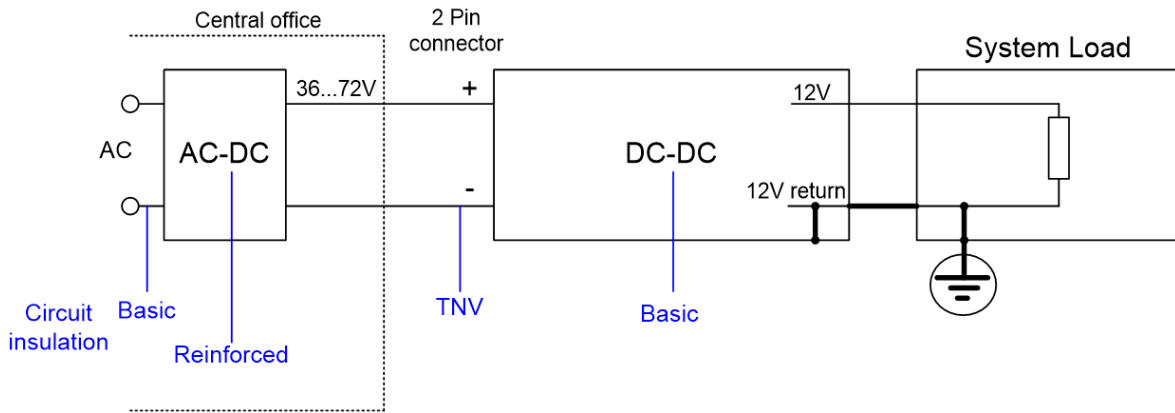 Central office
2 Pin
connector
System Load
36...72V
+
12V
AC
AC-DC
DC-DC
-
12V return
Circuit
insulation
Basic
TNV
Basic
Reinforced